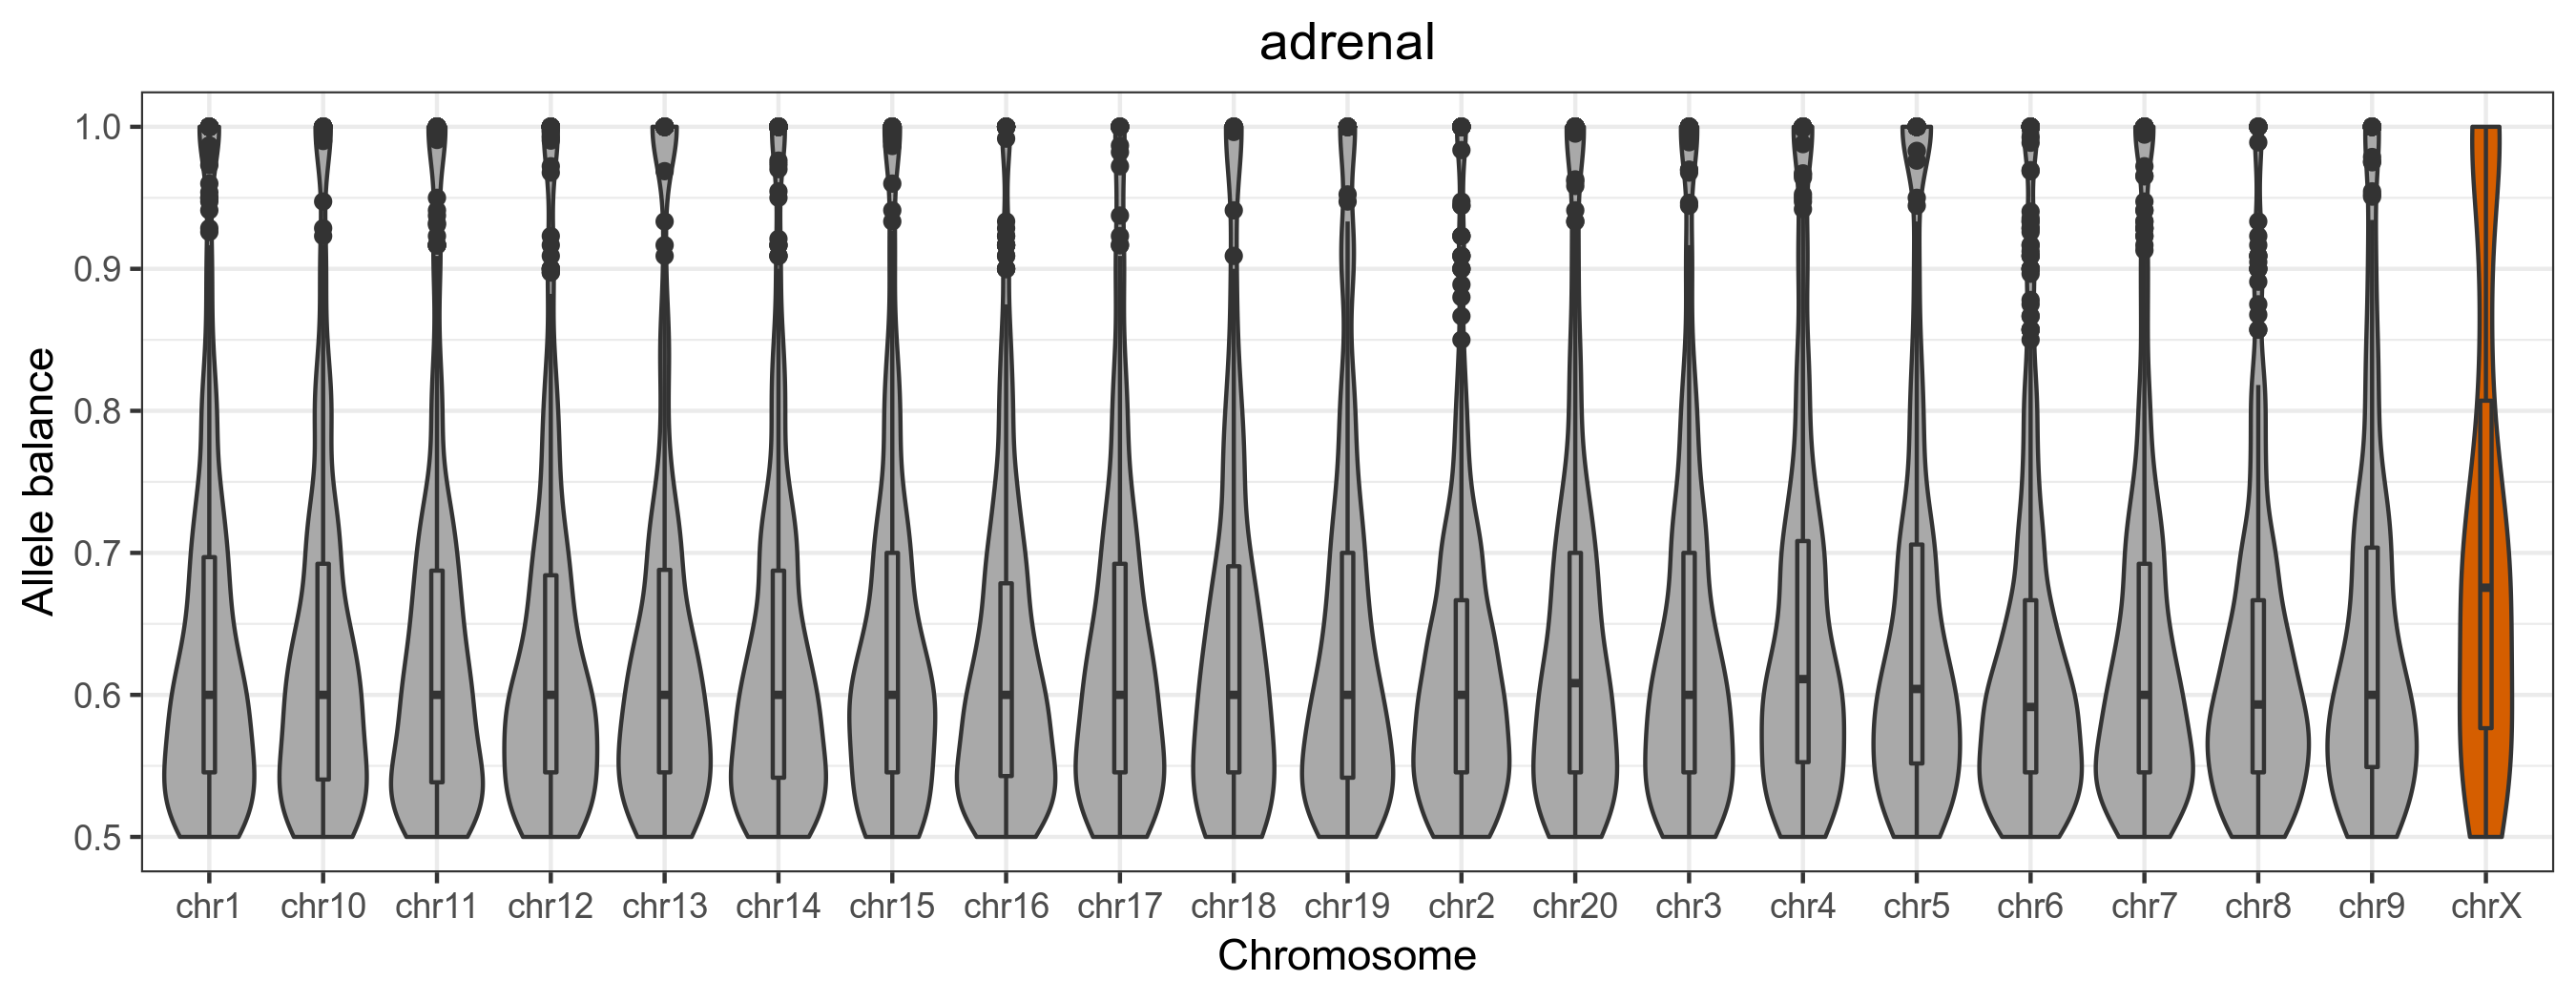 adrenal
Allele balance
1.0
0.9
0.8
0.7
0.6
0.5
chr1 chr10 chr11 chr12 chr13 chr14 chr15 chr16 chr17 chr18 chr19 chr2 chr20 chr3 chr4 chr5 chr6 chr7 chr8 chr9 chrX
Chromosome